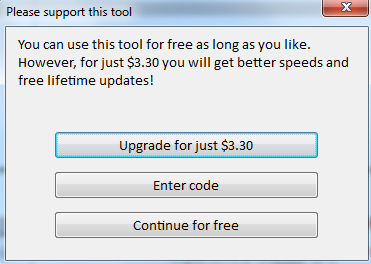 Please support this tool
You can use this tool for free as long as you like.
However, for just $3.30 you will get better speeds and
free lifetime updates!
Upgrade for just $3.30
Enter code
Continue for free